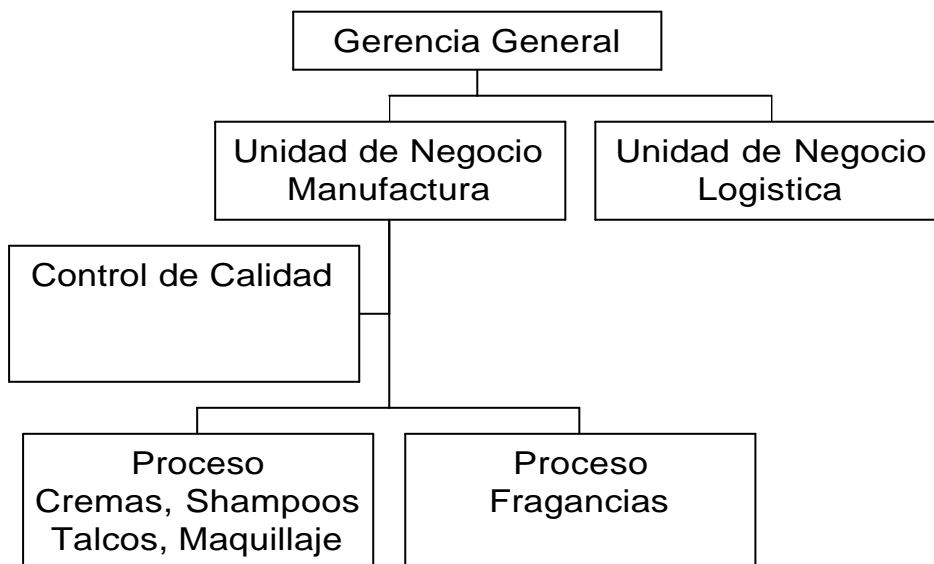 Gerencia General
Unidad de Negocio
Manufactura
Unidad de Negocio
Logistica
Control de Calidad
Proceso
Cremas, Shampoos
Talcos, Maquillaje
Proceso
Fragancias